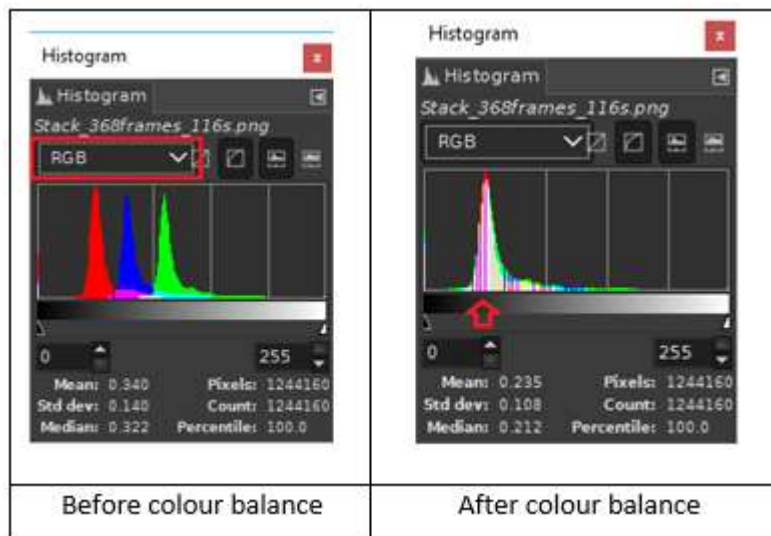 Histogram
x
Histogram
Stack_368frames_116s.png
RGB
0 255
Mean: 0.340 Pixels: 1244160
Std dev: 0.140 Count: 1244160
Median: 0.322 Percentile: 100.0
Before colour balance
Histogram
x
Histogram
Stack_368frames_116s.png
RGB
0 255
Mean: 0.235 Pixels: 1244160
Std dev: 0.108 Count: 1244160
Median: 0.212 Percentile: 100.0
After colour balance